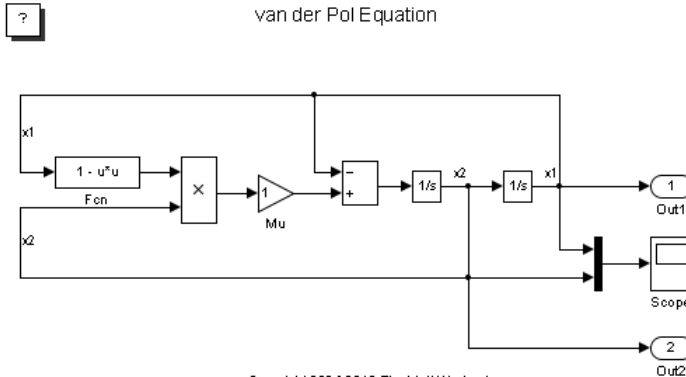 ?
van der Pol Equation
x1
1 - u*u
Fcn
×
1
Mu
−
+
1/s
x2
1/s
x1
1
Out1
x2
Scope
2
Out2